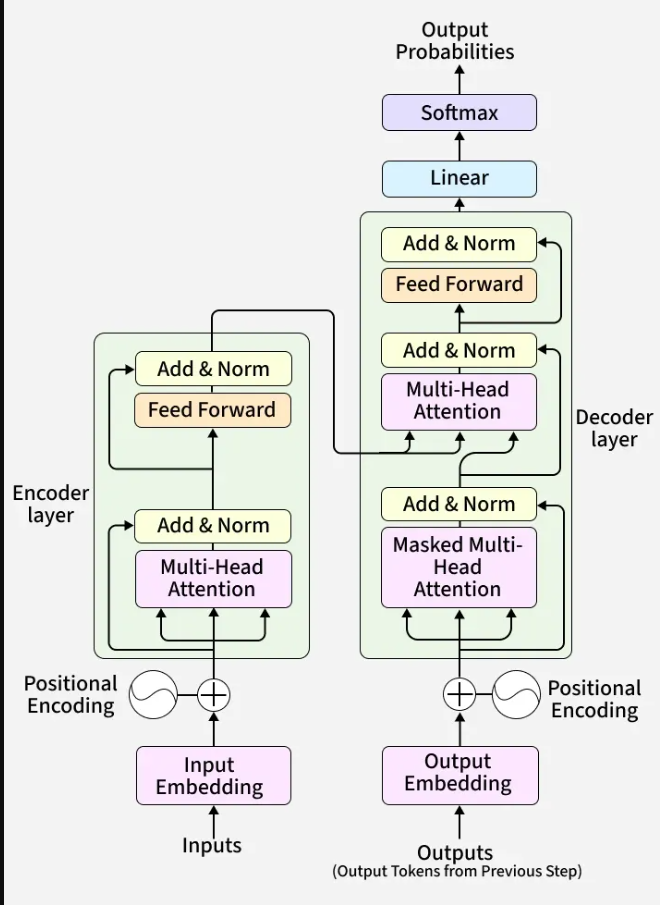 Output
Probabilities
Softmax
Linear
Add & Norm
Feed Forward
Add & Norm
Multi-Head
Attention
Decoder
layer
Add & Norm
Masked Multi-
Head
Attention
Positional
Encoding
Output
Embedding
Outputs
(Output Tokens from Previous Step)
Add & Norm
Feed Forward
Encoder
layer
Add & Norm
Multi-Head
Attention
Positional
Encoding
Input
Embedding
Inputs